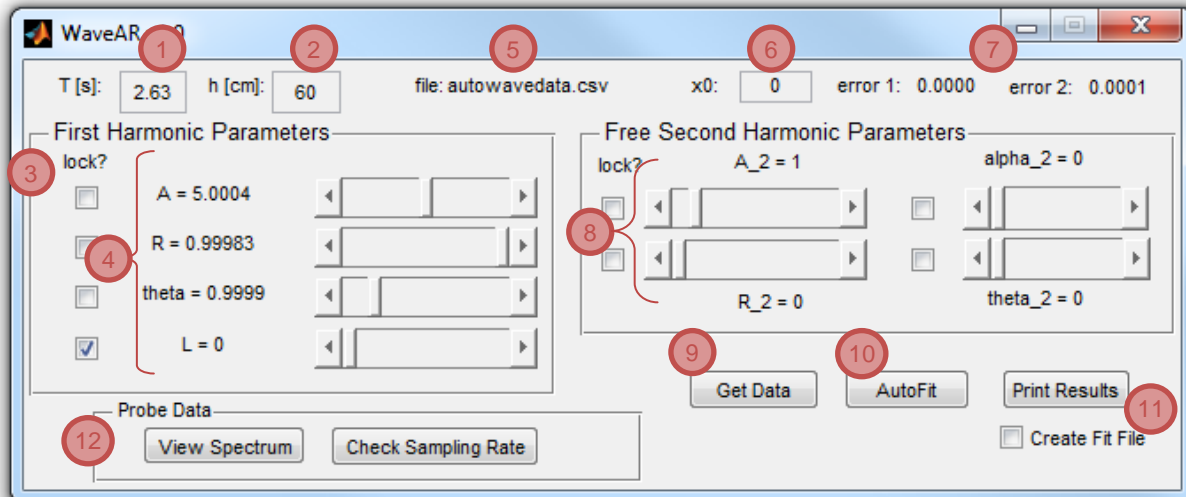 WaveAR
0
1
2
5
6
7
T [s]: 2.63 h [cm]: 60 file: autowavedata.csv x0: 0 error 1: 0.0000 error 2: 0.0001
First Harmonic Parameters
3
lock?
4
A = 5.0004
R = 0.99983
theta = 0.9999
L = 0
Free Second Harmonic Parameters
lock?
8
A_2 = 1
alpha_2 = 0
R_2 = 0
theta_2 = 0
9
10
Get Data
AutoFit
Print Results
11
Create Fit File
Probe Data
12
View Spectrum
Check Sampling Rate